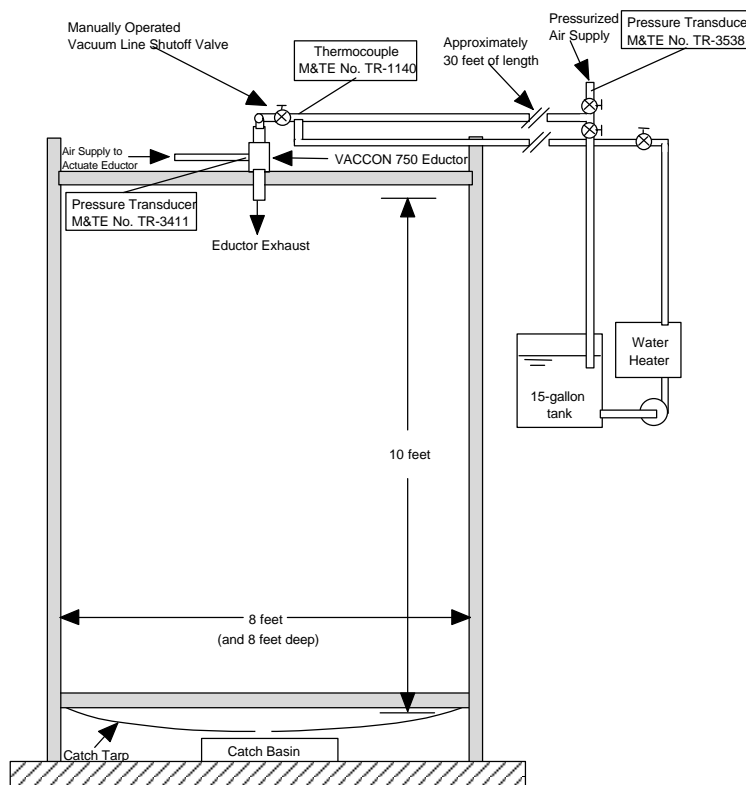 Manually Operated
Vacuum Line Shutoff Valve
Thermocouple
M&TE No. TR-1140
Approximately
30 feet of length
Pressurized
Air Supply
Pressure Transduce
M&TE No. TR-3538
Air Supply to
Actuate Eductor
VACCON 750 Eductor
Pressure Transducer
M&TE No. TR-3411
Eductor Exhaust
Water
Heater
15-gallon
tank
10 feet
8 feet
(and 8 feet deep)
Catch Tarp
Catch Basin